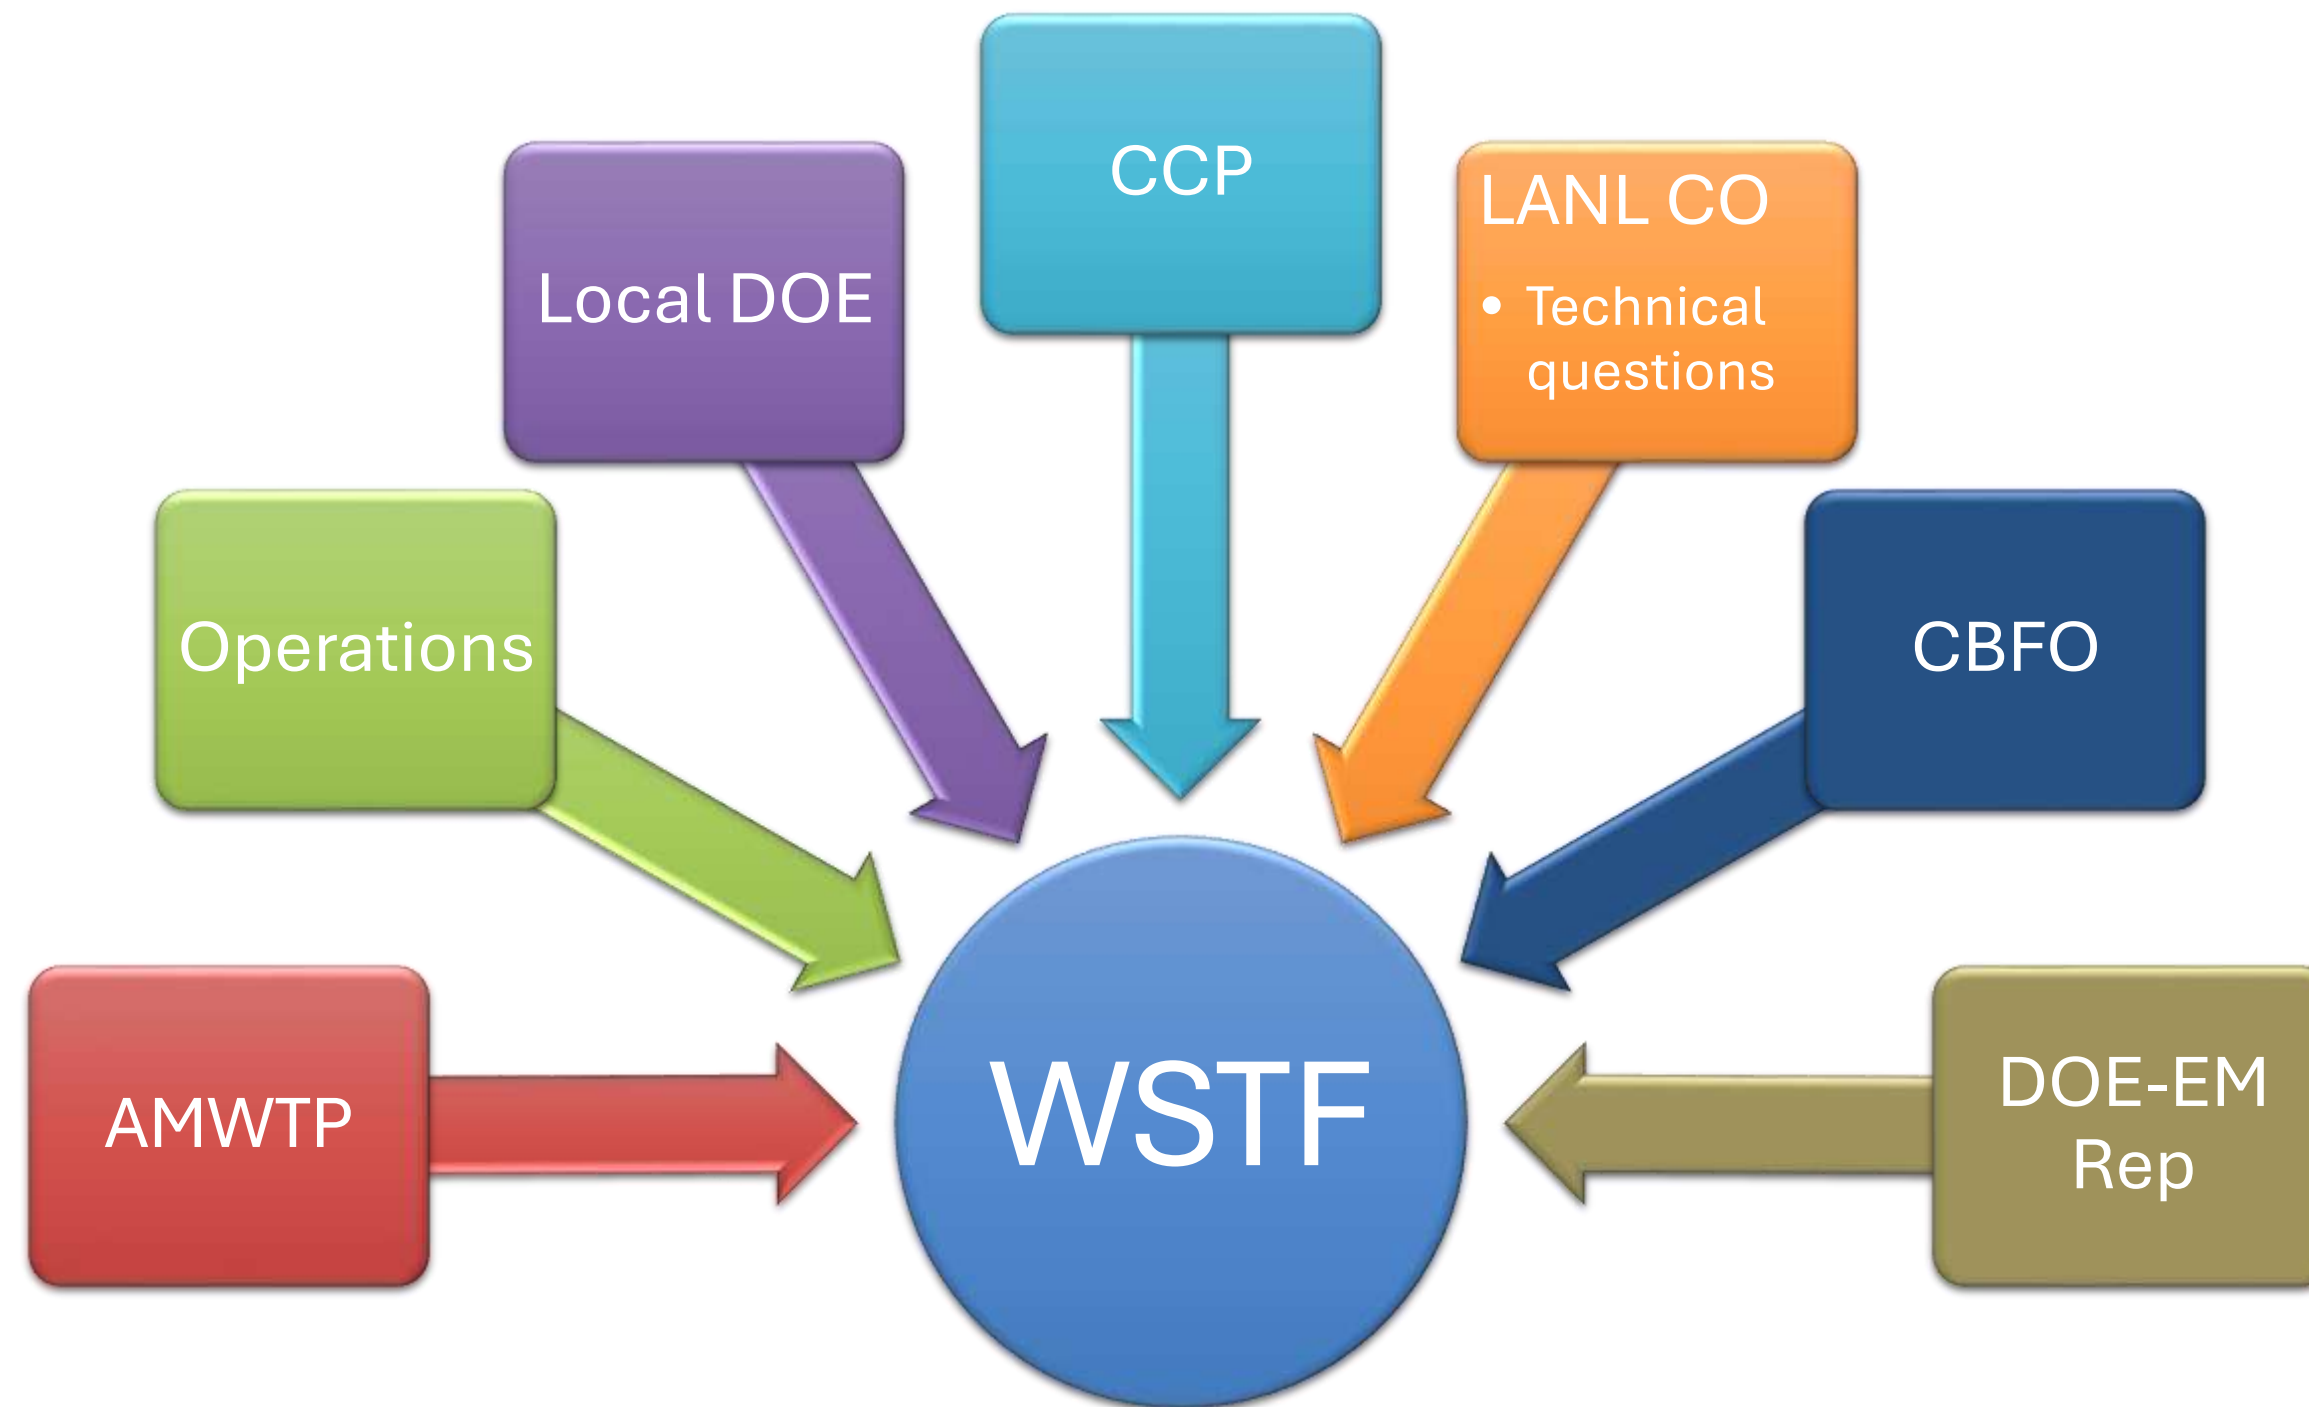 CCP
LANL CO
• Technical
questions
Local DOE
Operations
CBFO
AMWTP
WSTF
DOE-EM
Rep